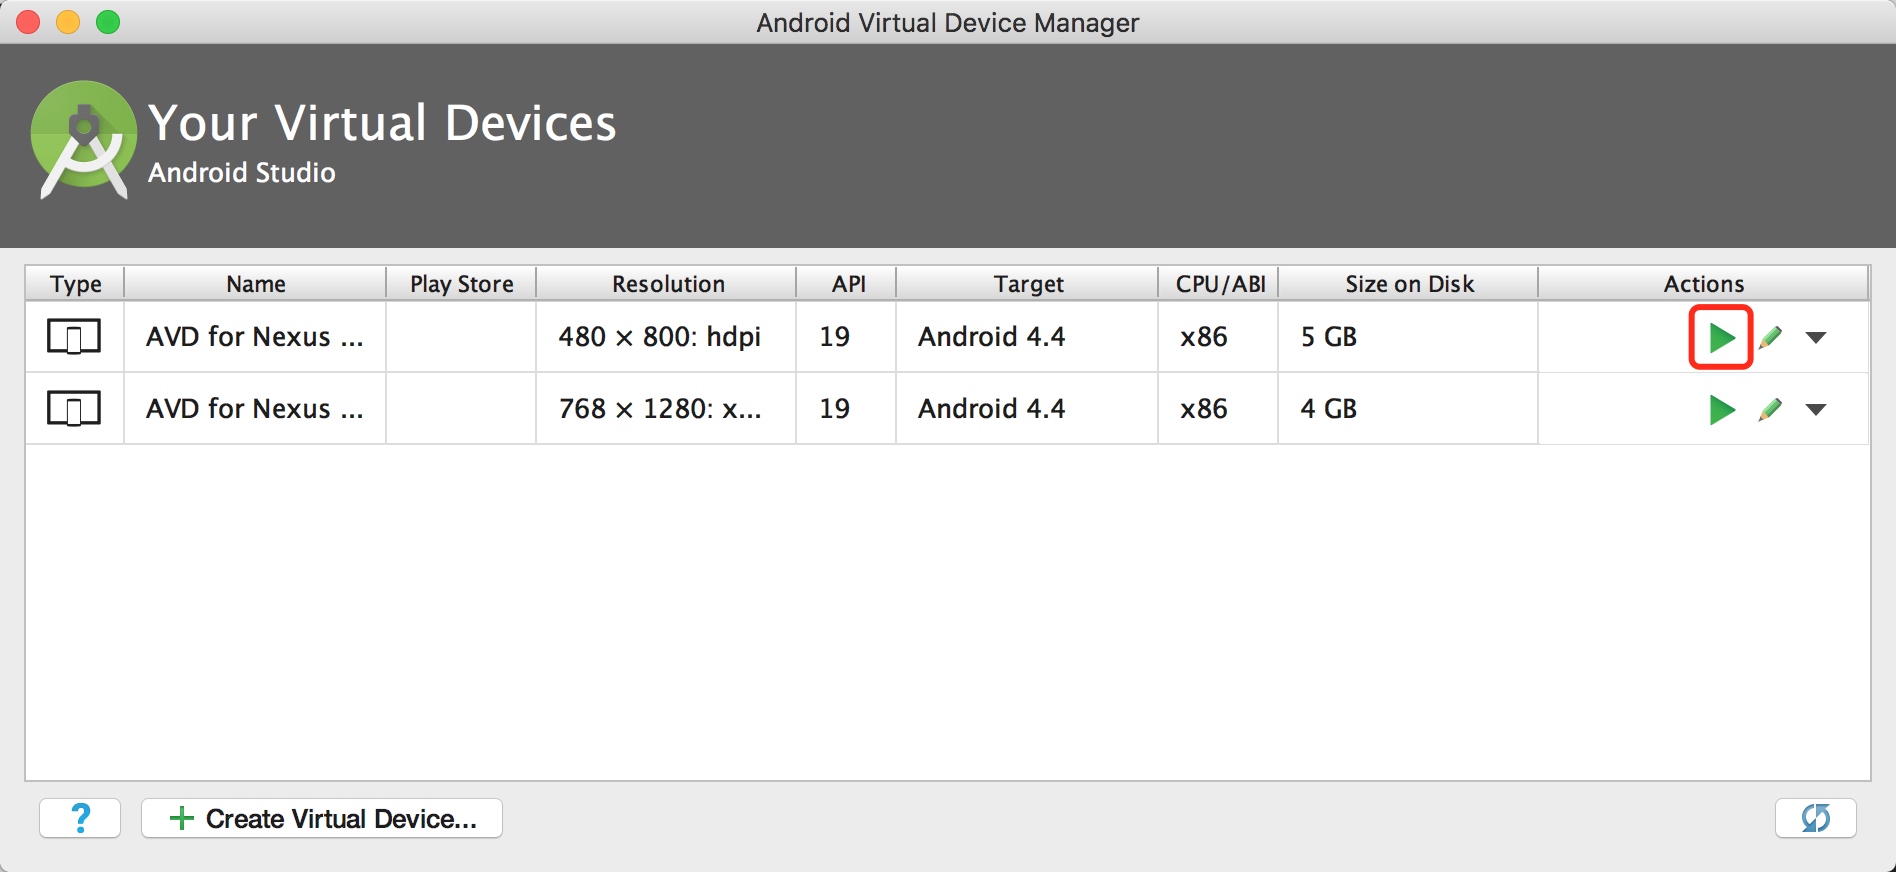 Android Virtual Device Manager
Your Virtual Devices
Android Studio
Type Name Play Store Resolution API Target CPU/ABI Size on Disk Actions
AVD for Nexus ... 480 × 800: hdpi 19 Android 4.4 x86 5 GB
AVD for Nexus ... 768 × 1280: x... 19 Android 4.4 x86 4 GB
? + Create Virtual Device...